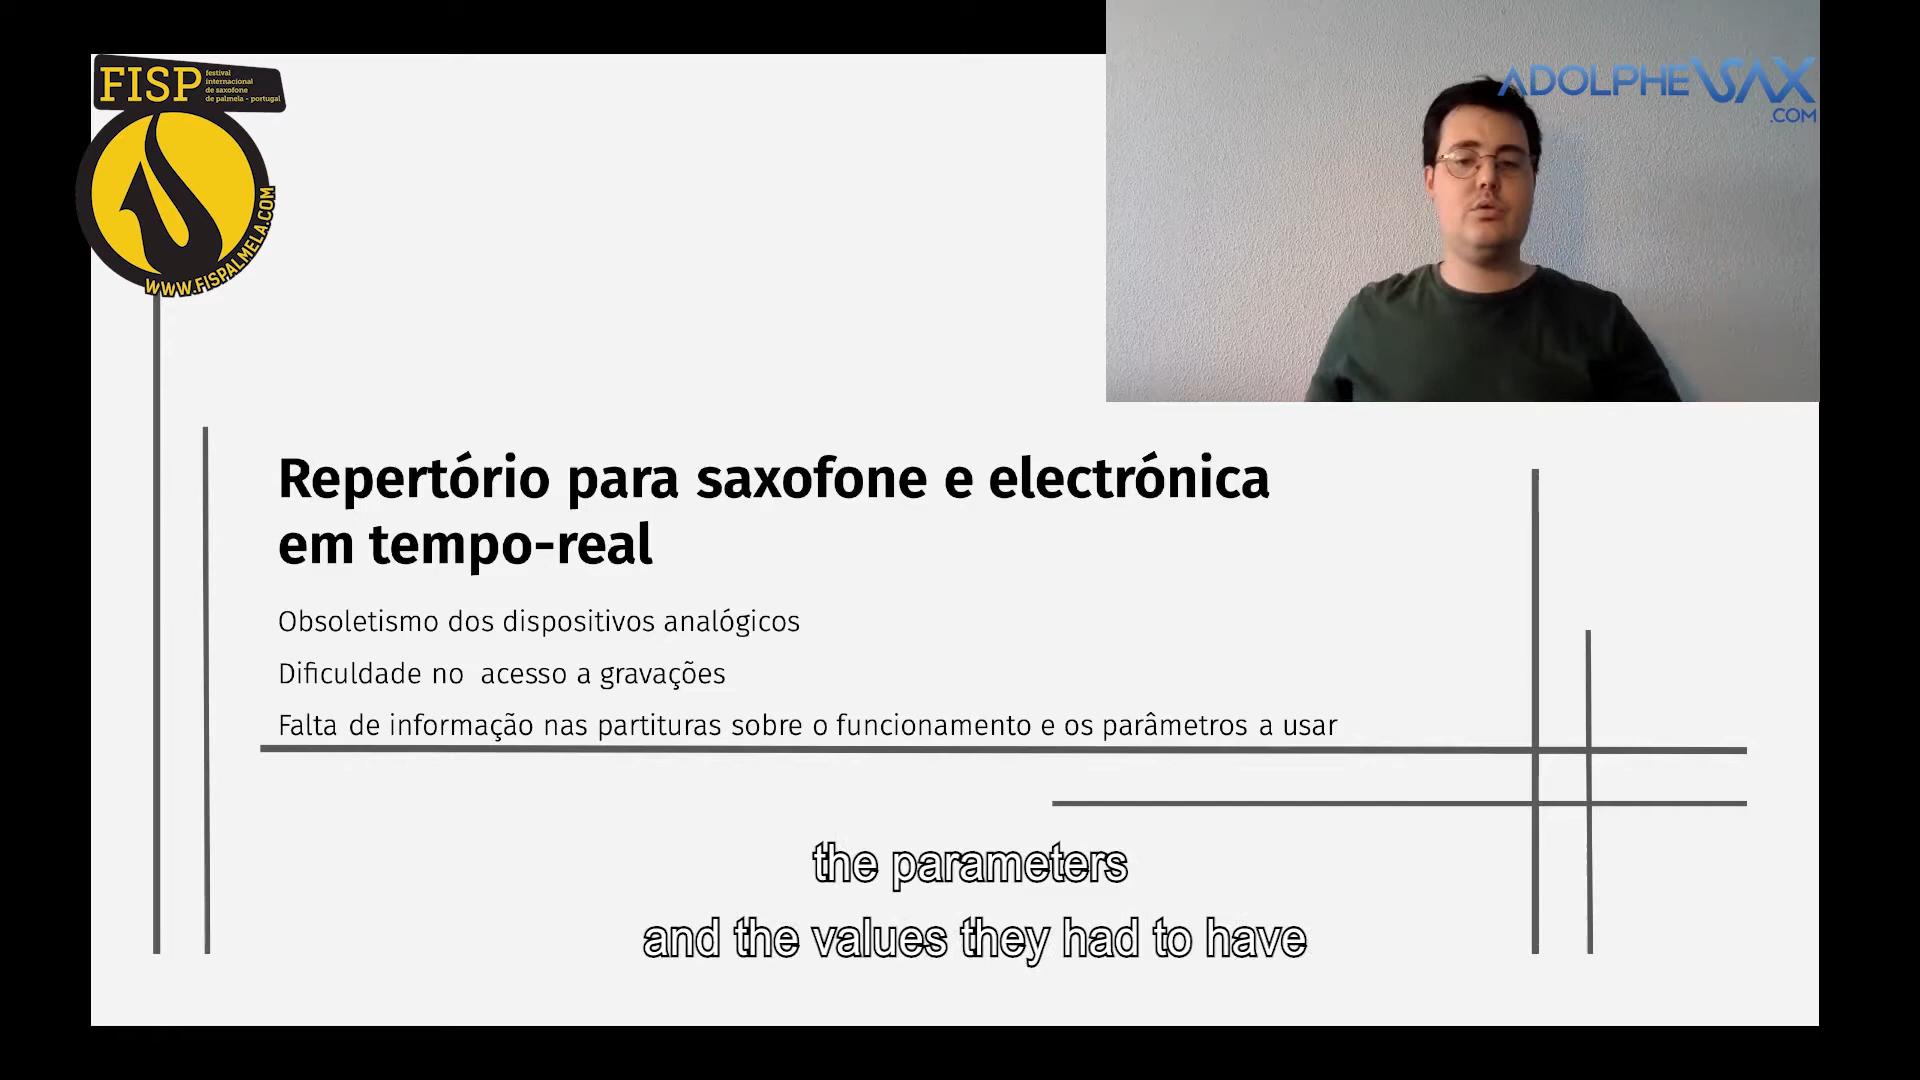 FISP
festival
internacional
de saxofone
de palmela - portugal
WWW.FISPALMELA.COM
ADOLPHESAX
.COM
Repertório para saxofone e electrónica
em tempo-real
Obsoletismo dos dispositivos analógicos
Dificuldade no acesso a gravações
Falta de informação nas partituras sobre o funcionamento e os parâmetros a usar
the parameters
and the values they had to have